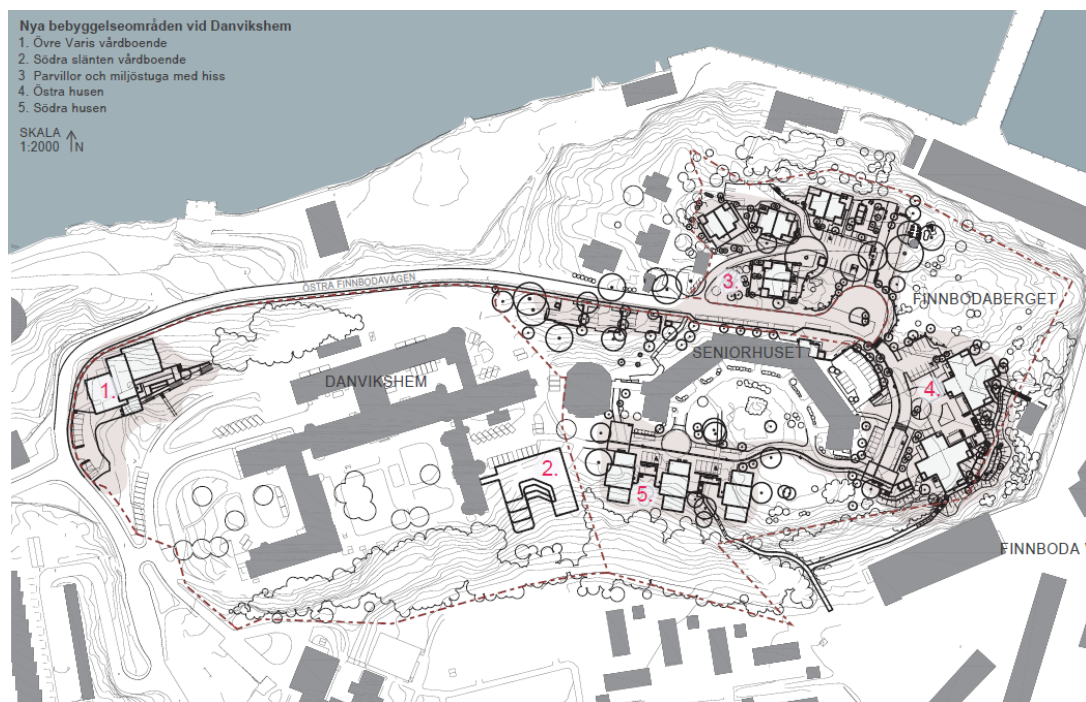 Nya bebyggelseområden vid Danvikshem
1. Övre Varis vårdboende
2. Södra slänten vårdboende
3 Parvillor och miljöstuga med hiss
4. Östra husen
5. Södra husen
SKALA
1:2000 N
ÖSTRA FINNBODAVÄGEN
3.
FINNBODABERGET
SENIORHUSET
DANVIKSHEM
1.
4.
2.
5.
FINNBODA V